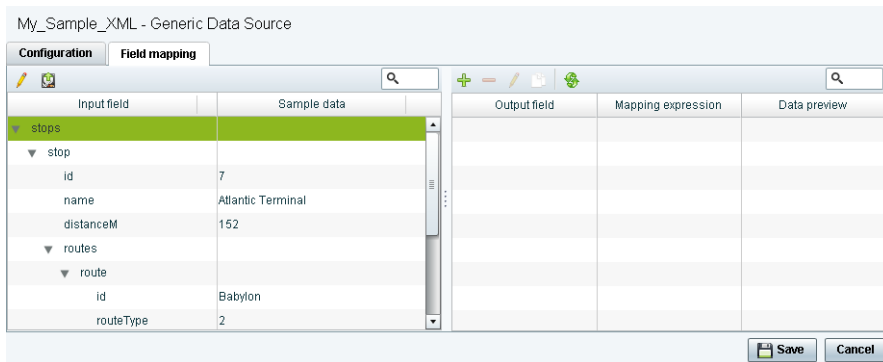 My_Sample_XML - Generic Data Source
Configuration Field mapping
Input field Sample data Output field Mapping expression Data preview
stops
stop
id 7
name Atlantic Terminal
distanceM 152
routes
route
id Babylon
routeType 2
Save Cancel